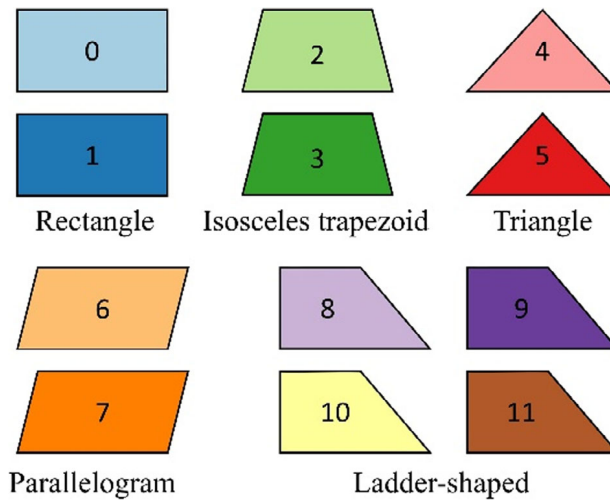 0 2 4
1 3 5
Rectangle Isosceles trapezoid Triangle
6 8 9
7 10 11
Parallelogram Ladder-shaped